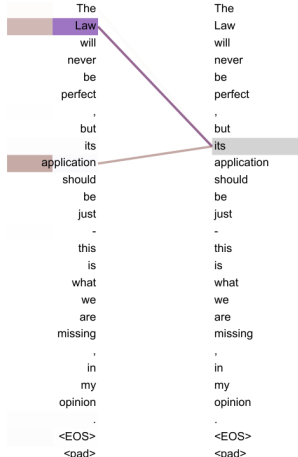 The The
Law Law
will will
never never
be be
perfect perfect
, ,
but but
its its
application application
should should
be be
just just
- -
this this
is is
what what
we we
are are
missing missing
, ,
in in
my my
opinion opinion
. .
<EOS> <EOS>
<pad> <pad>